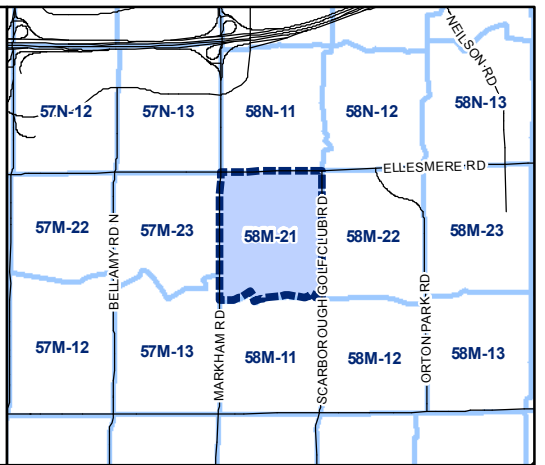 NEILSON RD
57N-12
57N-13
58N-11
58N-12
58N-13
ELLESMERE RD
57M-22
57M-23
58M-21
58M-22
58M-23
BELLAMY RD N
MARKHAM RD
SCARBOROUGH GOLF CLUB RD
ORTON PARK RD
57M-12
57M-13
58M-11
58M-12
58M-13